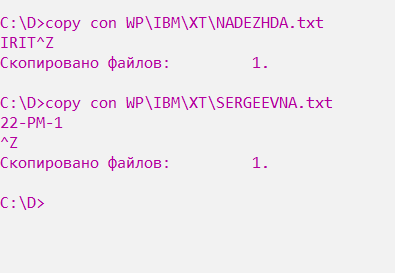 C:\D>copy con WP\IBM\XT\NADEZHDA.txt
IRIT^Z
Скопировано файлов:         1.
C:\D>copy con WP\IBM\XT\SERGEEVNA.txt
22-PM-1
^Z
Скопировано файлов:         1.
C:\D>